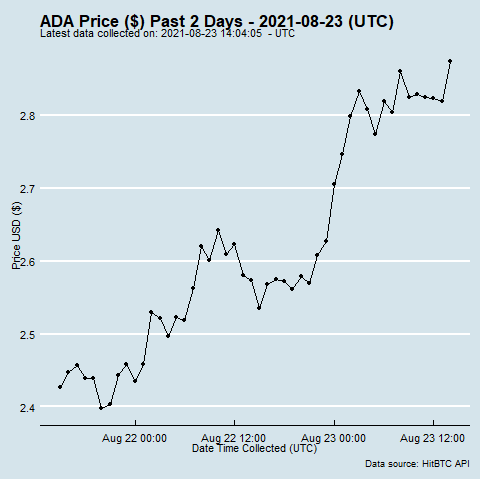 ADA Price ($) Past 2 Days - 2021-08-23 (UTC)
Latest data collected on: 2021-08-23 14:04:05 - UTC
Price USD ($)
2.8
2.7
2.6
2.5
2.4
Aug 22 00:00 Aug 22 12:00 Aug 23 00:00 Aug 23 12:00
Date Time Collected (UTC)
Data source: HitBTC API